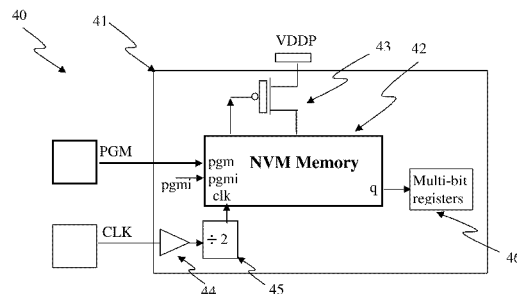 40
41
VDDP
43
42
PGM
pgm
NVM Memory
pgmi
pgmi
clk
q
Multi-bit
registers
CLK
÷ 2
44
45
46